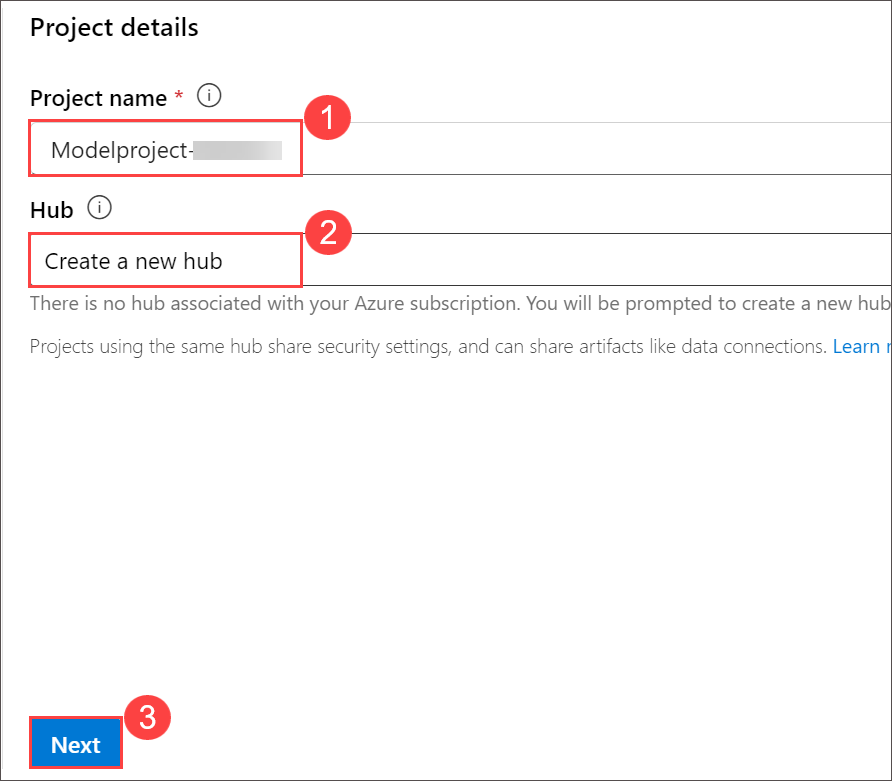 Project details
Project name *
1
Modelproject-
Hub
2
Create a new hub
There is no hub associated with your Azure subscription. You will be prompted to create a new hub
Projects using the same hub share security settings, and can share artifacts like data connections. Learn
3
Next